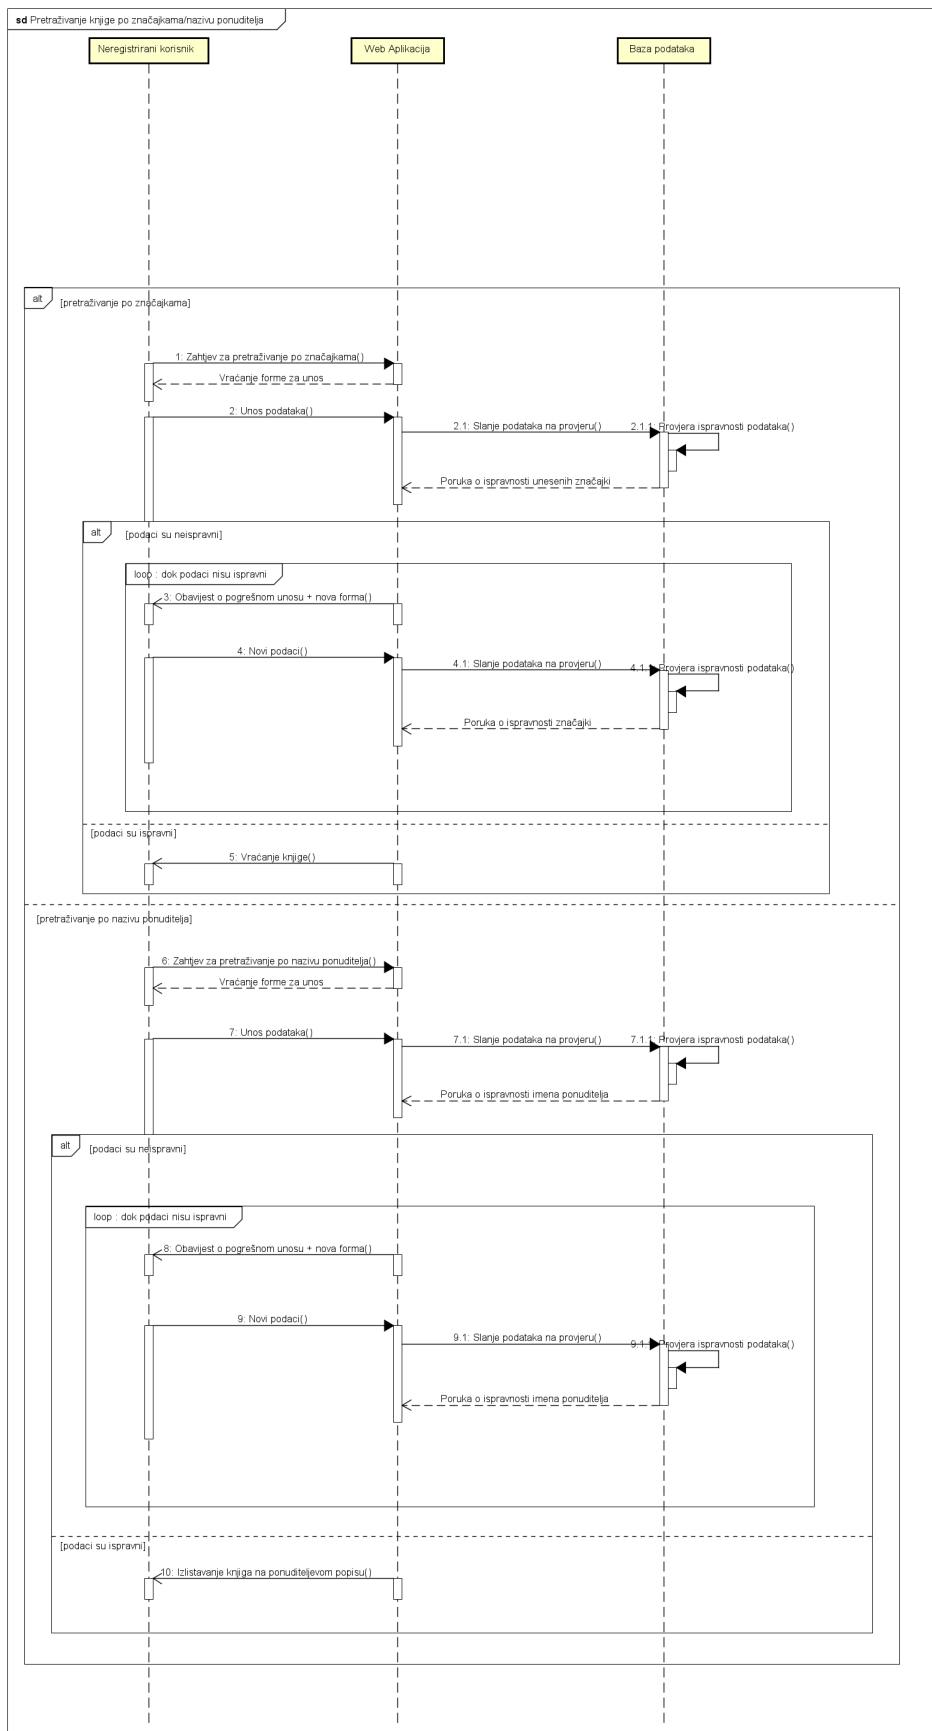 sd Pretraživanje knjige po značajkama/nazivu ponuditelja
Neregistrirani korisnik
Web Aplikacija
Baza podataka
alt
[pretraživanje po značajkama]
1: Zahtjev za pretraživanje po značajkama()
Vraćanje forme za unos
2: Unos podataka()
2.1: Slanje podataka na provjeru()
2.1.1: Provjera ispravnosti podataka()
Poruka o ispravnosti unesenih značajki
alt
[podaci su neispravni]
loop : dok podaci nisu ispravni
3: Obavijest o pogrešnom unosu + nova forma()
4: Novi podaci()
4.1: Slanje podataka na provjeru()
4.1.1: Provjera ispravnosti podataka()
Poruka o ispravnosti značajki
[podaci su ispravni]
5: Vraćanje knjige()
[pretraživanje po nazivu ponuditelja]
6: Zahtjev za pretraživanje po nazivu ponuditelja()
Vraćanje forme za unos
7: Unos podataka()
7.1: Slanje podataka na provjeru()
7.1.1: Provjera ispravnosti podataka()
Poruka o ispravnosti imena ponuditelja
alt
[podaci su neispravni]
loop : dok podaci nisu ispravni
8: Obavijest o pogrešnom unosu + nova forma()
9: Novi podaci()
9.1: Slanje podataka na provjeru()
9.1.1: Provjera ispravnosti podataka()
Poruka o ispravnosti imena ponuditelja
[podaci su ispravni]
10: Izlistavanje knjiga na ponuditeljevom popisu()